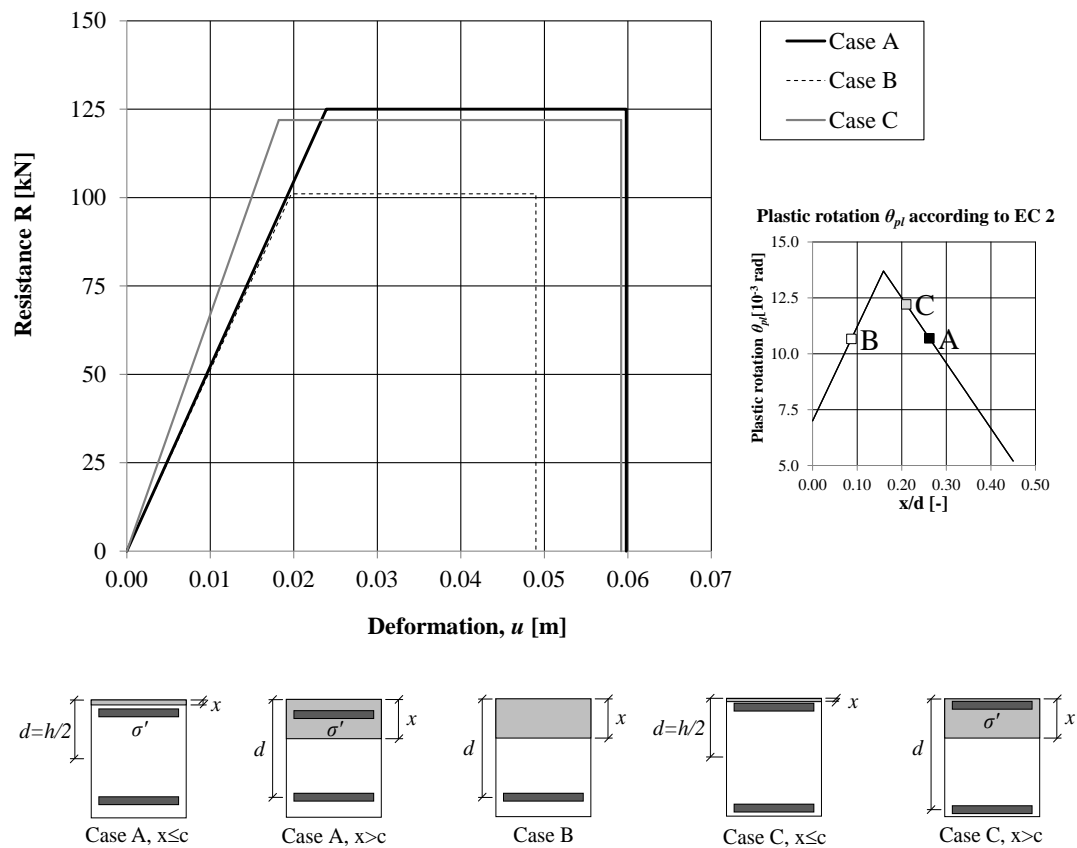 150
125
100
75
50
25
0
Resistance R [kN]
0.00 0.01 0.02 0.03 0.04 0.05 0.06 0.07
Deformation, u [m]
Case A
Case B
Case C
Plastic rotation θpl according to EC 2
15.0
12.5
10.0
7.5
5.0
Plastic rotation θpl[10-3 rad]
C
B A
0.00 0.10 0.20 0.30 0.40 0.50
x/d [-]
d=h/2 σ' x
Case A, x≤c
d σ' x
Case A, x>c
d x
Case B
d=h/2 x
Case C, x≤c
d σ' x
Case C, x>c